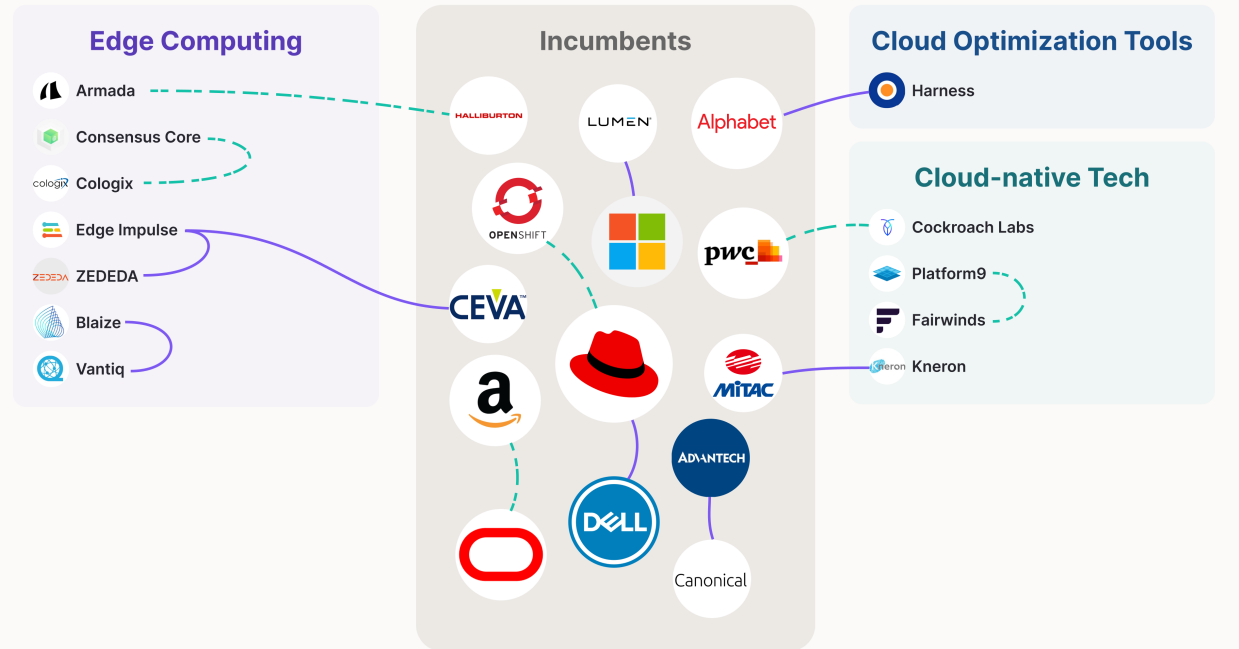 Edge Computing
Armada
Consensus Core
cologix Cologix
Edge Impulse
ZEDEDA ZEDEDA
Blaize
Vantiq
Incumbents
HALLIBURTON
LUMEN®
Alphabet
OPENSHIFT
pwc
CEVA™
a
MiTAC
ADVANTECH
DELL
Canonical
Cloud Optimization Tools
Harness
Cloud-native Tech
Cockroach Labs
Platform9
Fairwinds
Kneron Kneron